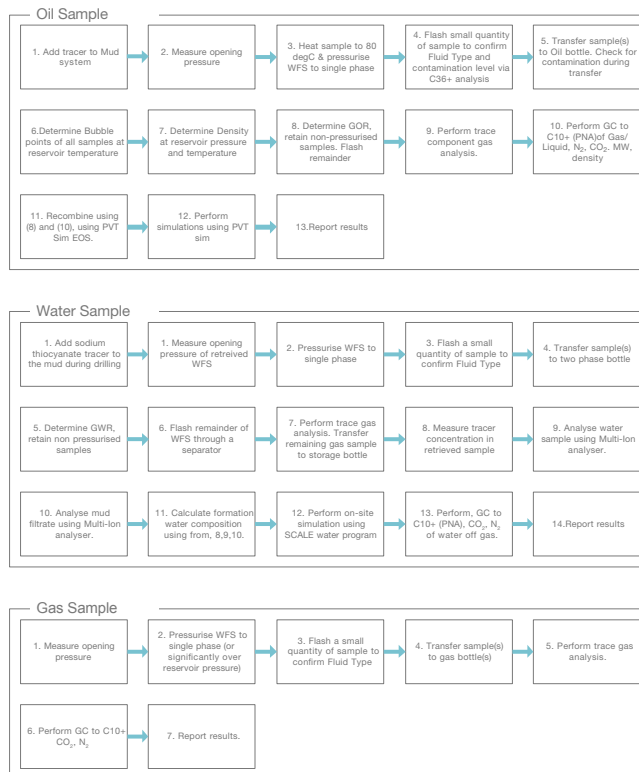 Oil Sample
1. Add tracer to Mud
system
2. Measure opening
pressure
3. Heat sample to 80
degC & pressurise
WFS to single phase
4. Flash small quantity
of sample to confirm
Fluid Type and
contamination level via
C36+ analysis
5. Transfer sample(s)
to Oil bottle. Check for
contamination during
transfer
6.Determine Bubble
points of all samples at
reservoir temperature
7. Determine Density
at reservoir pressure
and temperature
8. Determine GOR,
retain non-pressurised
samples. Flash
remainder
9. Perform trace
component gas
analysis.
10. Perform GC to
C10+ (PNA)of Gas/
Liquid, N2, CO2. MW,
density
11. Recombine using
(8) and (10), using PVT
Sim EOS.
12. Perform
simulations using PVT
sim
13.Report results
Water Sample
1. Add sodium
thiocyanate tracer to
the mud during drilling
1. Measure opening
pressure of retreived
WFS
2. Pressurise WFS to
single phase
3. Flash a small
quantity of sample to
confirm Fluid Type
4. Transfer sample(s)
to two phase bottle
5. Determine GWR,
retain non pressurised
samples
6. Flash remainder of
WFS through a
separator
7. Perform trace gas
analysis. Transfer
remaining gas sample
to storage bottle
8. Measure tracer
concentration in
retrieved sample
9. Analyse water
sample using Multi-Ion
analyser.
10. Analyse mud
filtrate using Multi-Ion
analyser.
11. Calculate formation
water composition
using from, 8,9,10.
12. Perform on-site
simulation using
SCALE water program
13. Perform, GC to
C10+ (PNA), CO2, N2
of water off gas.
14.Report results
Gas Sample
1. Measure opening
pressure
2. Pressurise WFS to
single phase (or
significantly over
reservoir pressure)
3. Flash a small
quantity of sample to
confirm Fluid Type
4. Transfer sample(s)
to gas bottle(s)
5. Perform trace gas
analysis.
6. Perform GC to C10+
CO2, N2
7. Report results.